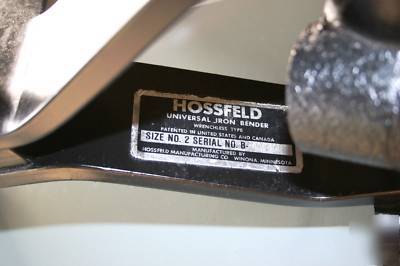 HOSSFELD
UNIVERSAL IRON BENDER
WRENCHLESS TYPE
PATENTED IN UNITED STATES AND CANADA
SIZE NO. 2 SERIAL NO. B-
MANUFACTURED BY
HOSSFELD MANUFACTURING CO. WINONA, MINNESOTA